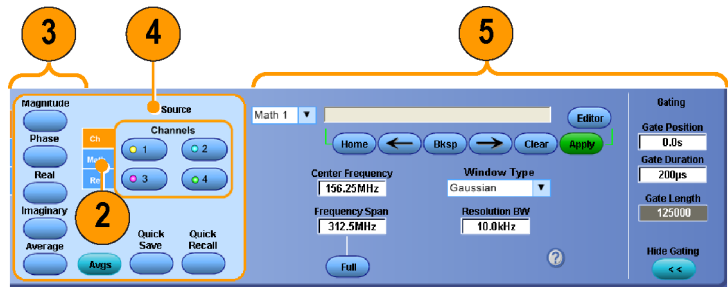 3
4
5
Magnitude
Phase
Real
Imaginary
Average
Source
Ch
Channels
1
2
3
4
2
Avgs
Quick
Save
Quick
Recall
Math 1
Editor
Home
Bksp
Clear
Apply
Center Frequency
156.25MHz
Window Type
Gaussian
Frequency Span
312.5MHz
Resolution BW
10.0kHz
Full
?
Gating
Gate Position
0.0s
Gate Duration
200µs
Gate Length
125000
Hide Gating
<<